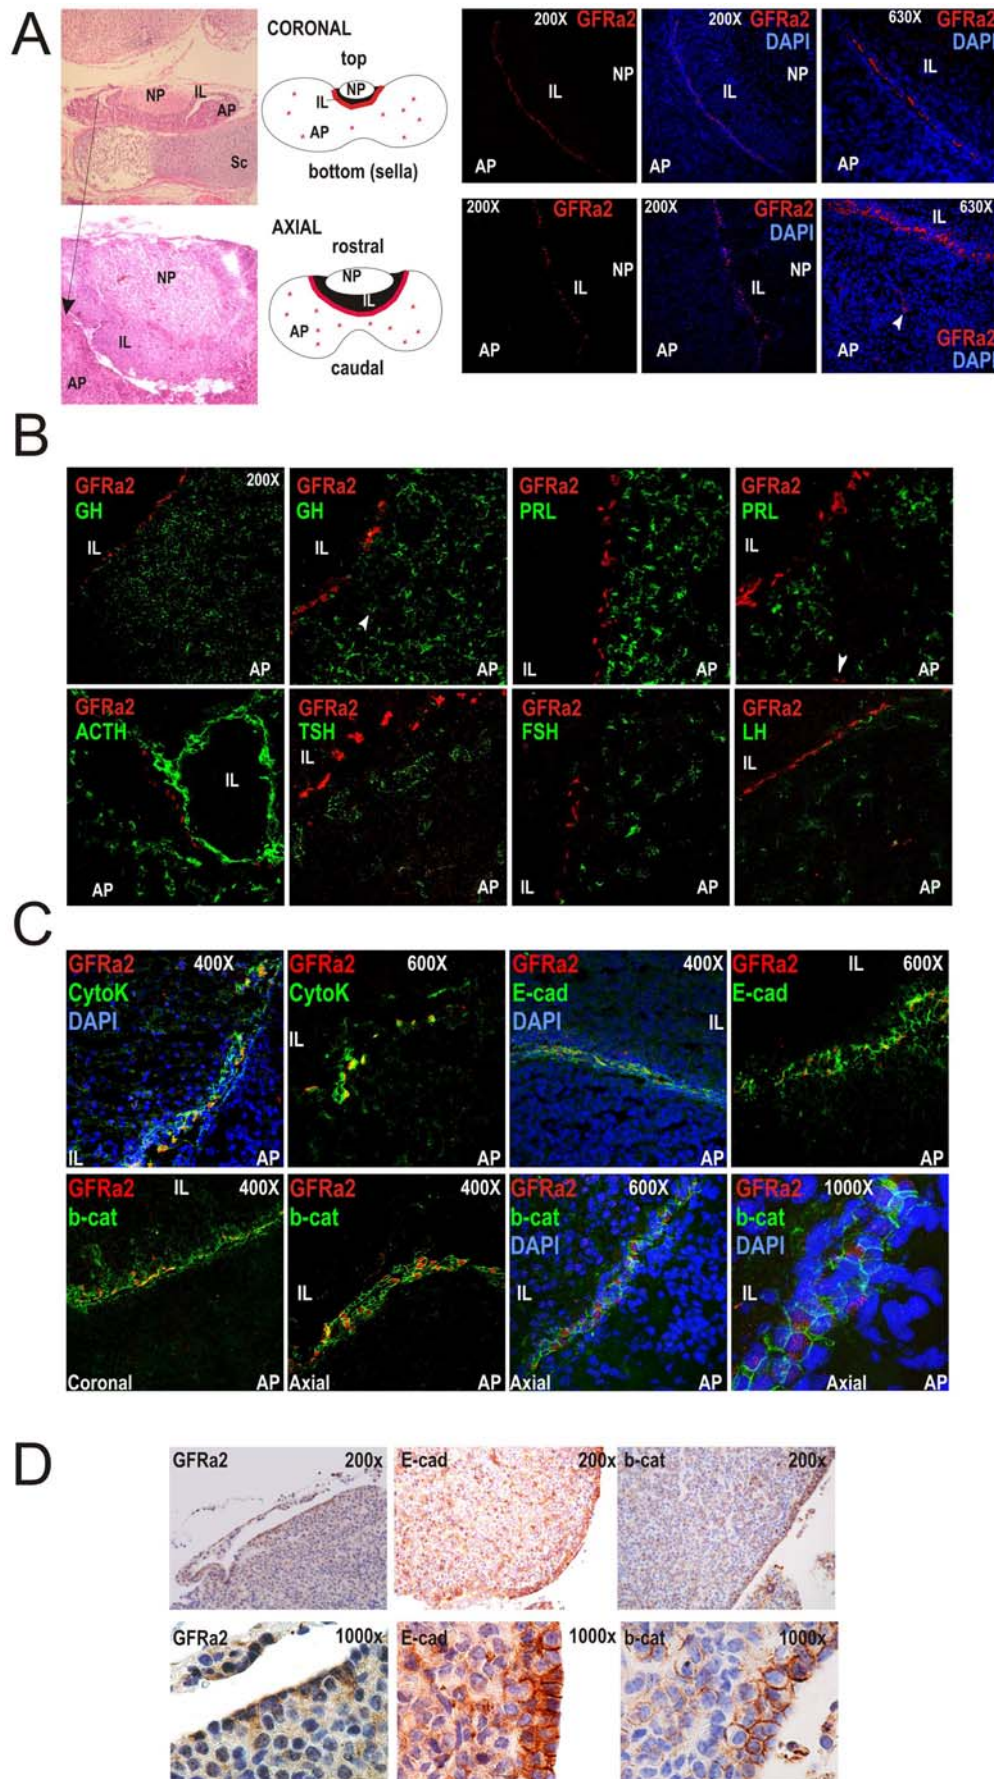 A
NP
IL
AP
Sc
NP
IL
AP
CORONAL
top
NP
IL
AP
bottom (sella)
AXIAL
rostral
NP
IL
AP
caudal
200X GFRa2
NP
IL
AP
200X GFRa2
DAPI
NP
IL
AP
630X GFRa2
DAPI
IL
AP
200X GFRa2
NP
IL
AP
200X GFRa2
DAPI
NP
IL
AP
IL 630X
AP
GFRa2
DAPI
B
GFRa2 200X
GH
IL
AP
GFRa2
GH
IL
AP
GFRa2
PRL
IL AP
GFRa2
PRL
IL
AP
GFRa2
ACTH
IL
AP
GFRa2
TSH
IL
AP
GFRa2
FSH
IL AP
GFRa2
LH
IL
AP
C
GFRa2 400X
CytoK
DAPI
IL AP
GFRa2 600X
CytoK
IL
AP
GFRa2 400X
E-cad
DAPI
IL
AP
GFRa2 IL 600X
E-cad
AP
GFRa2 IL 400X
b-cat
Coronal AP
GFRa2 400X
b-cat
IL
Axial AP
GFRa2 600X
b-cat
DAPI
IL
Axial AP
GFRa2 1000X
b-cat
DAPI
IL
Axial AP
D
GFRa2 200x
E-cad 200x
b-cat 200x
GFRa2 1000x
E-cad 1000x
b-cat 1000x